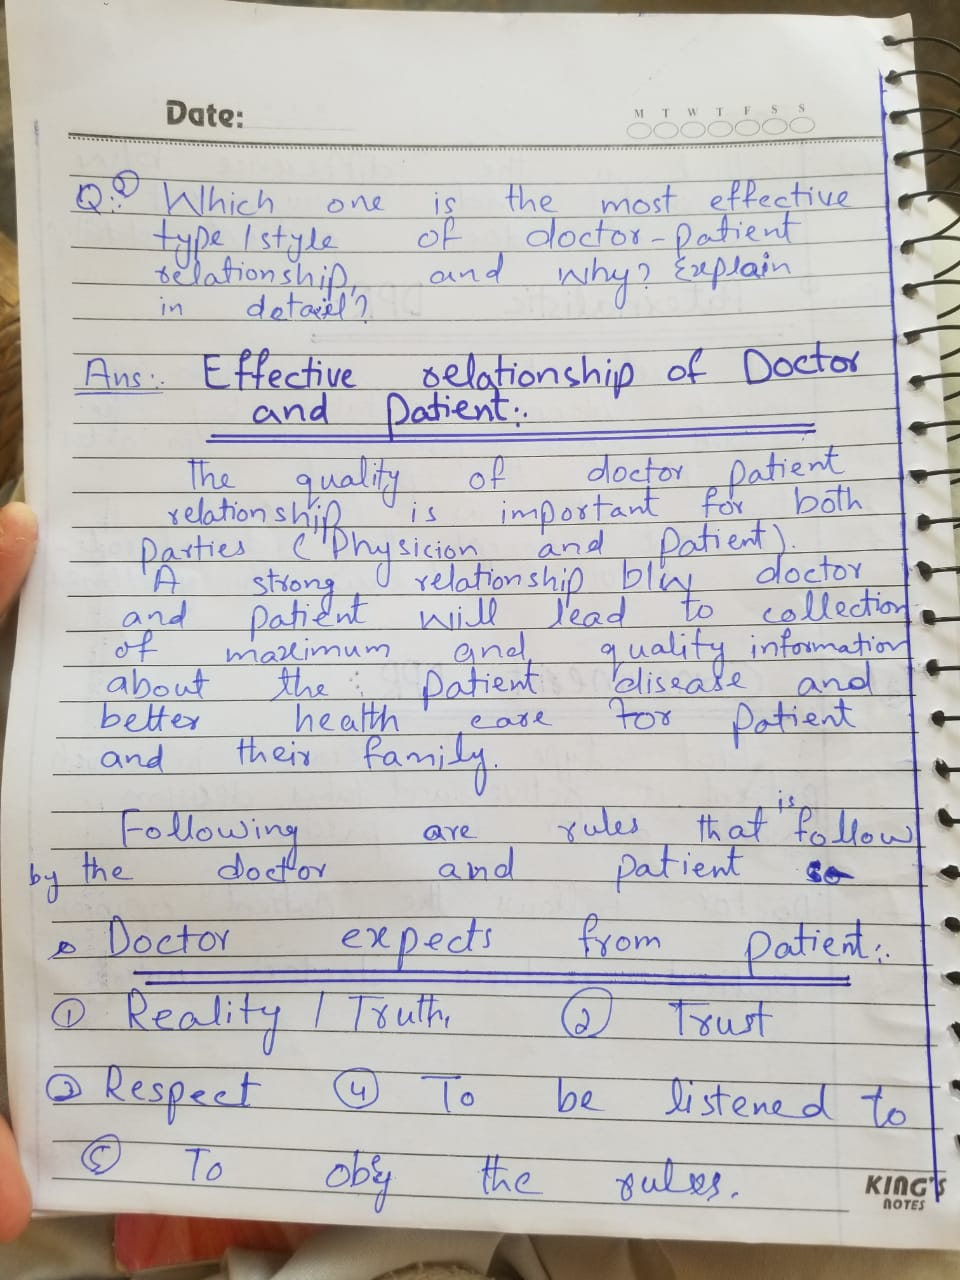 Date:
M T W T F S S
Q:② Which one is the most effective
type / style of doctor-patient
relationship, and why? Explain
in detail?
Ans:. Effective relationship of Doctor
and patient:.
The quality of doctor patient
relationship is important for both
parties (Physicion and patient).
A strong relationship b/w doctor
and patient will lead to collection
of maximum and quality information
about the patient disease and
better health care for patient
and their family.
is
Following are rules that follow
by the doctor and patient
Doctor expects from patient:.
① Reality / Truth, ② Trust
③ Respect ④ To be listened to
⑤ To obey the rules.
KING'S
NOTES